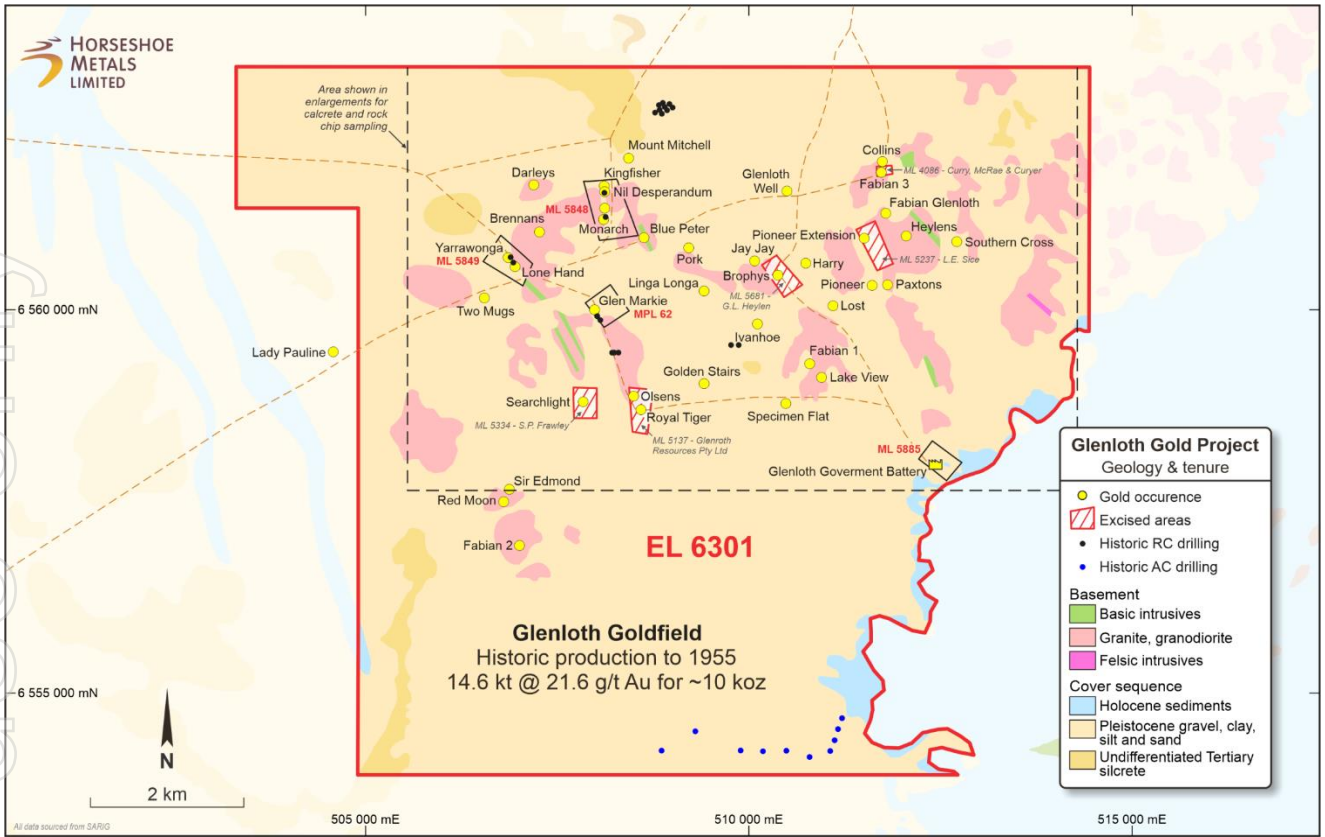 HORSESHOE
METALS
LIMITED
Area shown in
enlargements for
calcrete and rock
chip sampling
Mount Mitchell
Collins
ML 4086 - Curry, McRae & Curyer
Fabian 3
Darleys
Kingfisher
Nil Desperandum
Glenloth
Well
ML 5848
Monarch
Fabian Glenloth
Brennans
Blue Peter
Pioneer Extension
Heylens
Southern Cross
Yarrawonga
ML 5849
Lone Hand
Pork
Jay Jay
Harry
ML 5237 - L.E. Sice
Brophys
Linga Longa
ML 5681 -
G.L. Heylen
Pioneer
Paxtons
Two Mugs
Glen Markie
MPL 62
Lost
6 560 000 mN
Ivanhoe
Lady Pauline
Fabian 1
Golden Stairs
Lake View
Searchlight
Olsens
Royal Tiger
Specimen Flat
ML 5334 - S.P. Frawley
ML 5137 - Glenroth
Resources Pty Ltd
ML 5885
Glenloth Goverment Battery
Sir Edmond
Red Moon
Fabian 2
EL 6301
Glenloth Goldfield
Historic production to 1955
14.6 kt @ 21.6 g/t Au for ~10 koz
6 555 000 mN
N
2 km
All data sourced from SARIG
505 000 mE
510 000 mE
515 000 mE
Glenloth Gold Project
Geology & tenure
Gold occurence
Excised areas
Historic RC drilling
Historic AC drilling
Basement
Basic intrusives
Granite, granodiorite
Felsic intrusives
Cover sequence
Holocene sediments
Pleistocene gravel, clay,
silt and sand
Undifferentiated Tertiary
silcrete